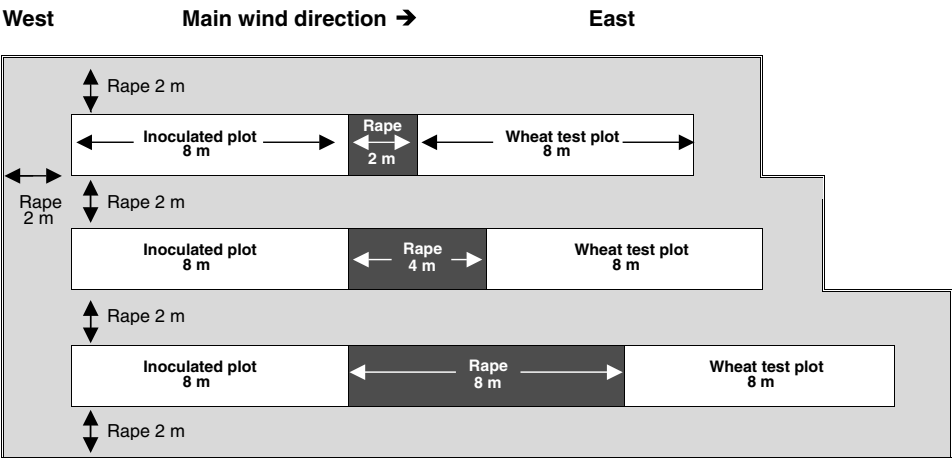 West Main wind direction ➔ East
Rape 2 m
Inoculated plot
8 m
Rape
2 m
Wheat test plot
8 m
Rape
2 m
Rape 2 m
Inoculated plot
8 m
Rape
4 m
Wheat test plot
8 m
Rape 2 m
Inoculated plot
8 m
Rape
8 m
Wheat test plot
8 m
Rape 2 m